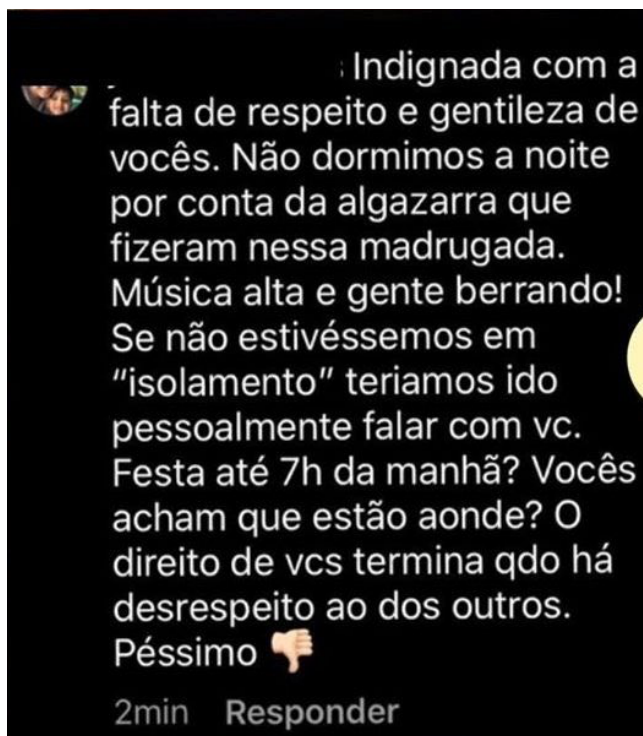 Indignada com a
falta de respeito e gentileza de
vocês. Não dormimos a noite
por conta da algazarra que
fizeram nessa madrugada.
Música alta e gente berrando!
Se não estivéssemos em
“isolamento” teriamos ido
pessoalmente falar com vc.
Festa até 7h da manhã? Vocês
acham que estão aonde? O
direito de vcs termina qdo há
desrespeito ao dos outros.
Péssimo 👎🏻
2min Responder